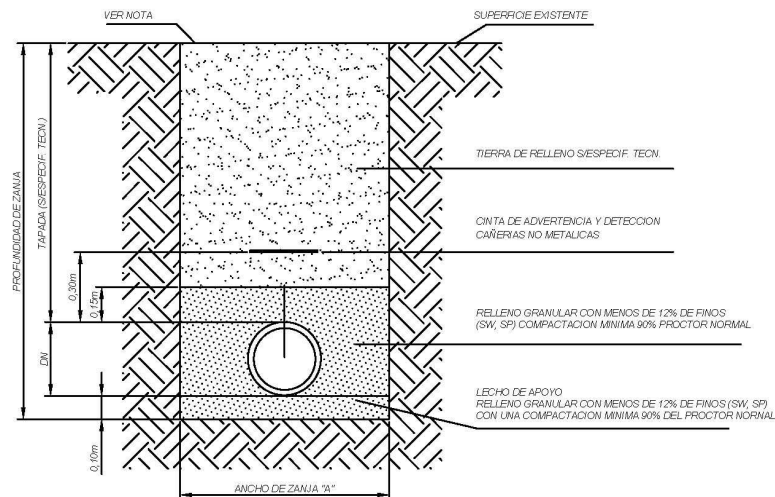 VER NOTA
SUPERFICIE EXISTENTE
PROFUNDIDAD DE ZANJA
TAPADA (S/ESPECIF. TECN.)
TIERRA DE RELLENO S/ESPECIF. TECN.
CINTA DE ADVERTENCIA Y DETECCION
CAÑERIAS NO METALICAS
0,30m
0,15m
RELLENO GRANULAR CON MENOS DE 12% DE FINOS
(SW, SP) COMPACTACION MINIMA 90% PROCTOR NORMAL
DN
LECHO DE APOYO
RELLENO GRANULAR CON MENOS DE 12% DE FINOS (SW, SP)
CON UNA COMPACTACION MINIMA 90% DEL PROCTOR NORNAL
0,10m
ANCHO DE ZANJA "A"